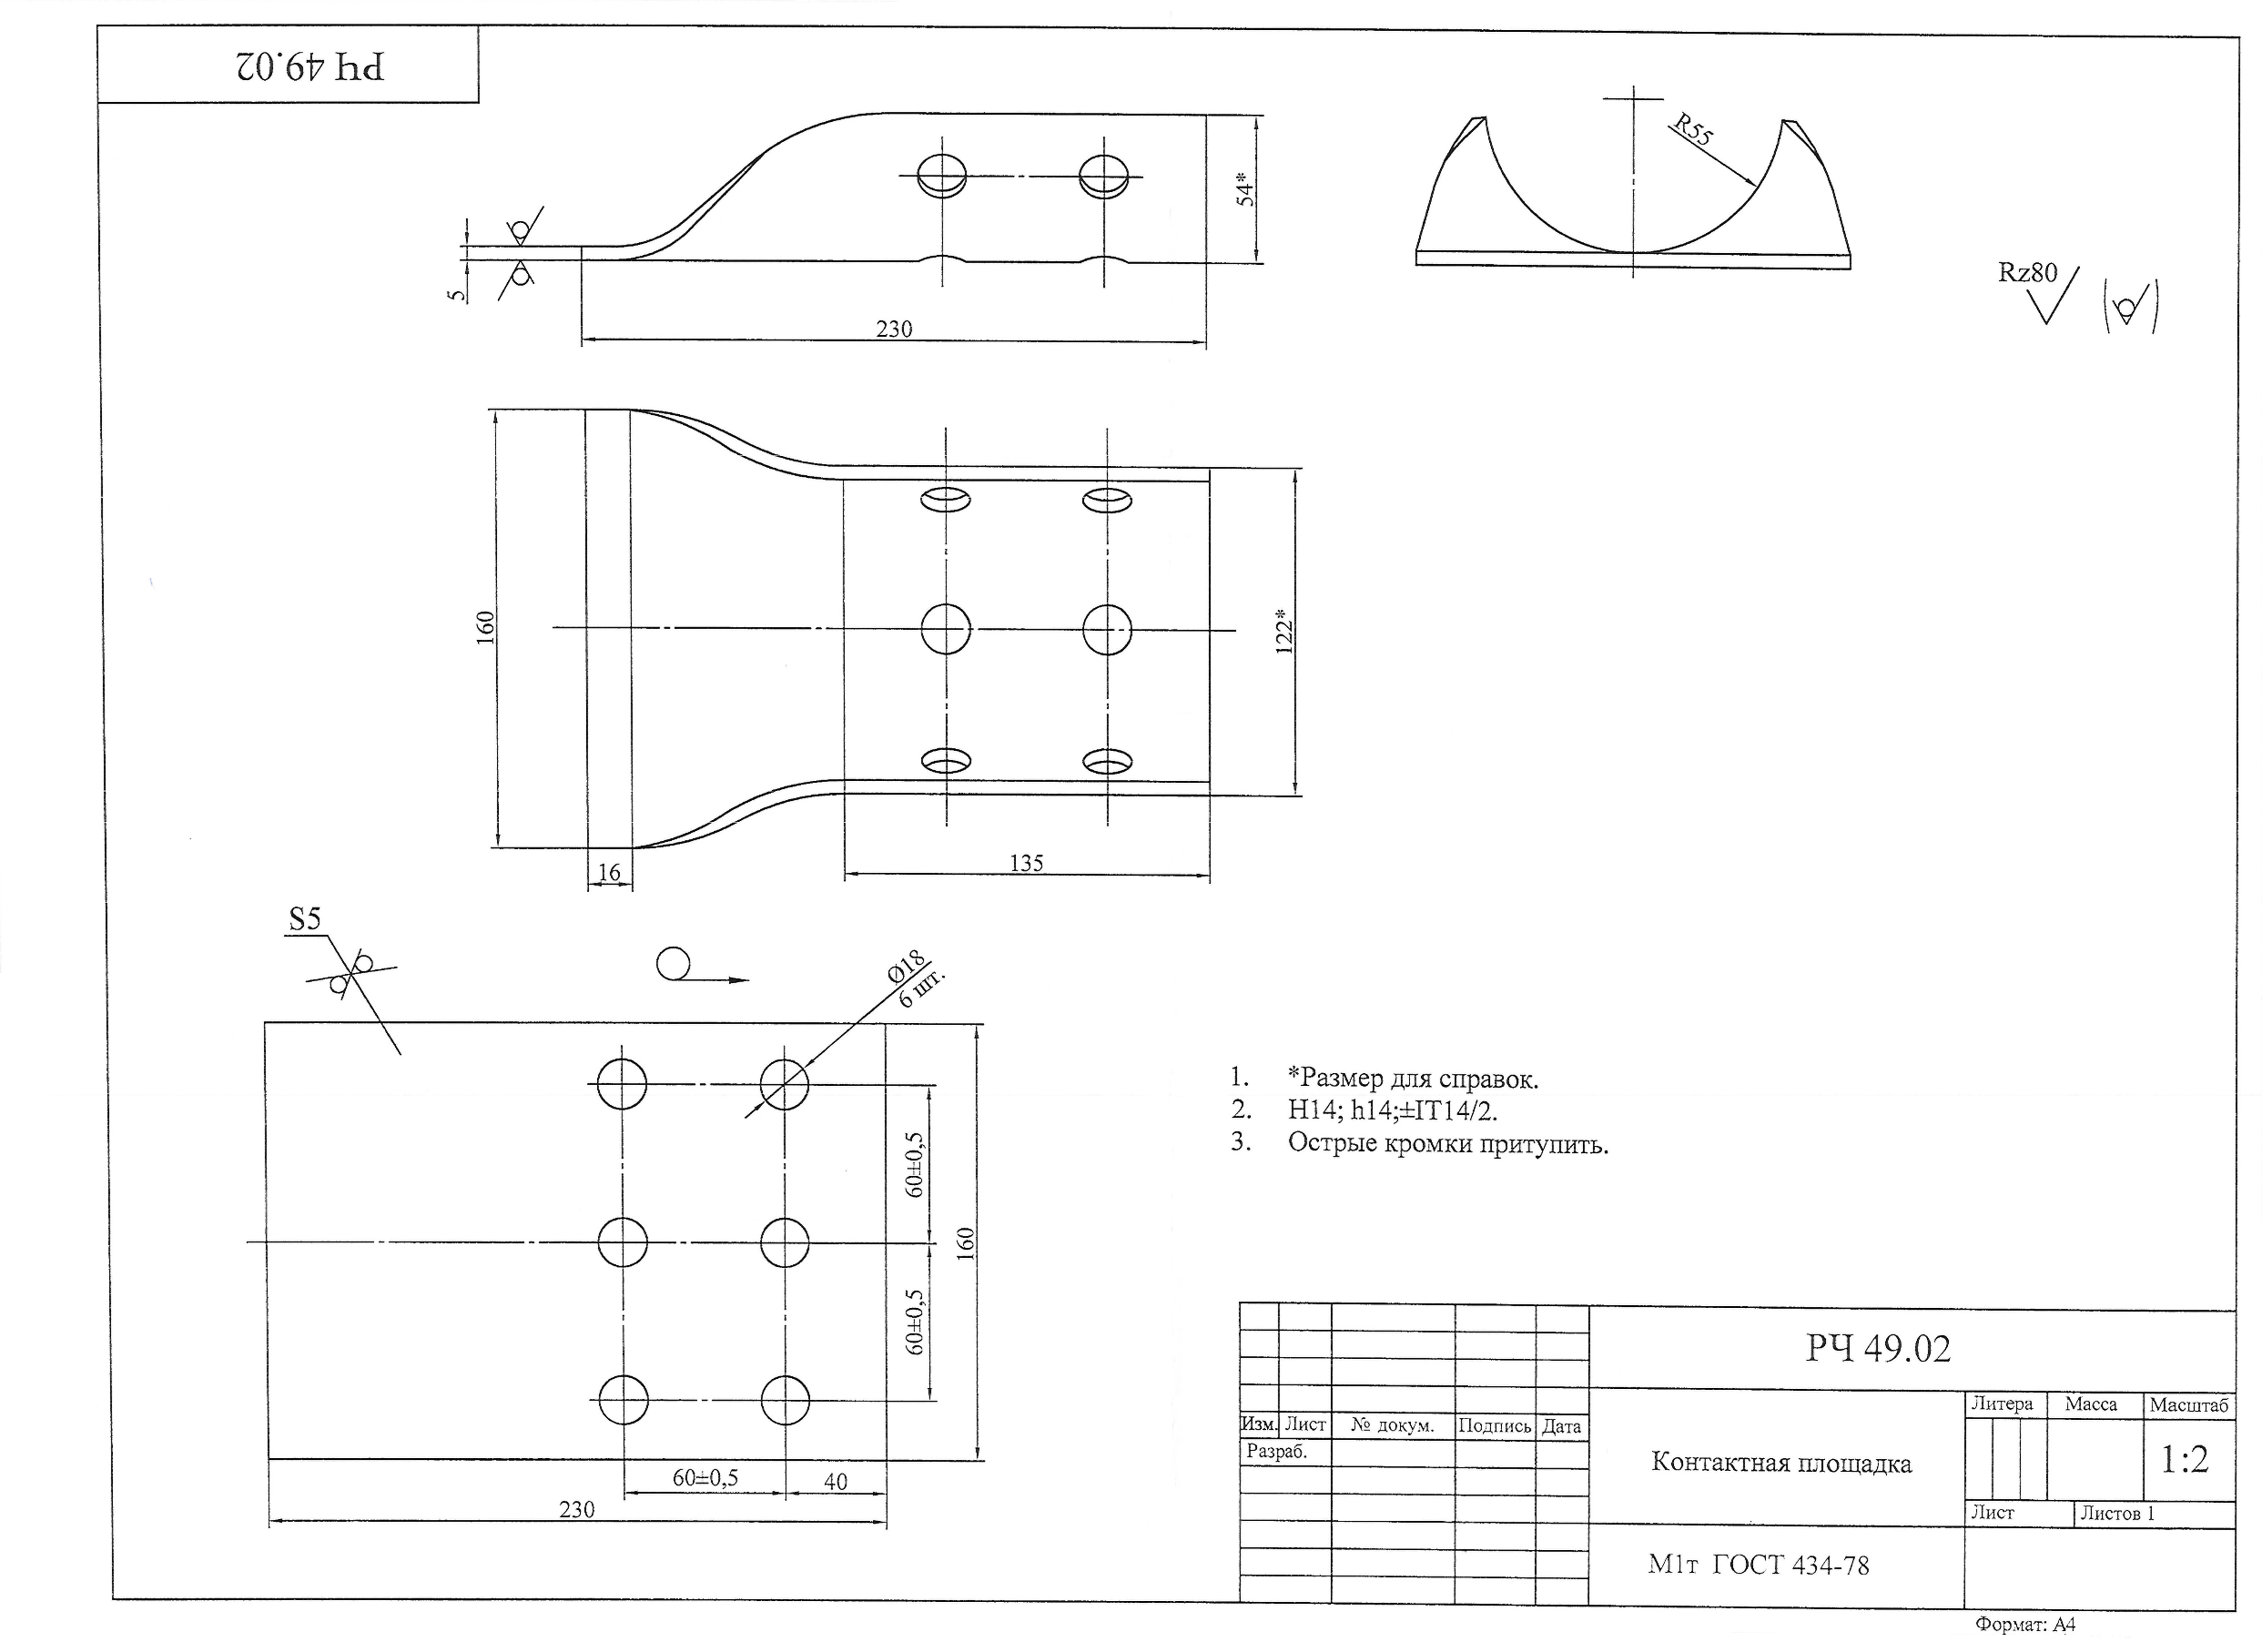 РЧ 49.02
54*
5
230
R55
Rz80
160
122*
16
135
S5
Ø18
6 шт.
60±0,5
60±0,5
160
60±0,5
40
230
1. *Размер для справок.
2. H14; h14;±IT14/2.
3. Острые кромки притупить.
РЧ 49.02
Изм. Лист № докум. Подпись Дата
Разраб.
Контактная площадка
Литера Масса Масштаб
1:2
Лист Листов 1
М1т ГОСТ 434-78
Формат: А4